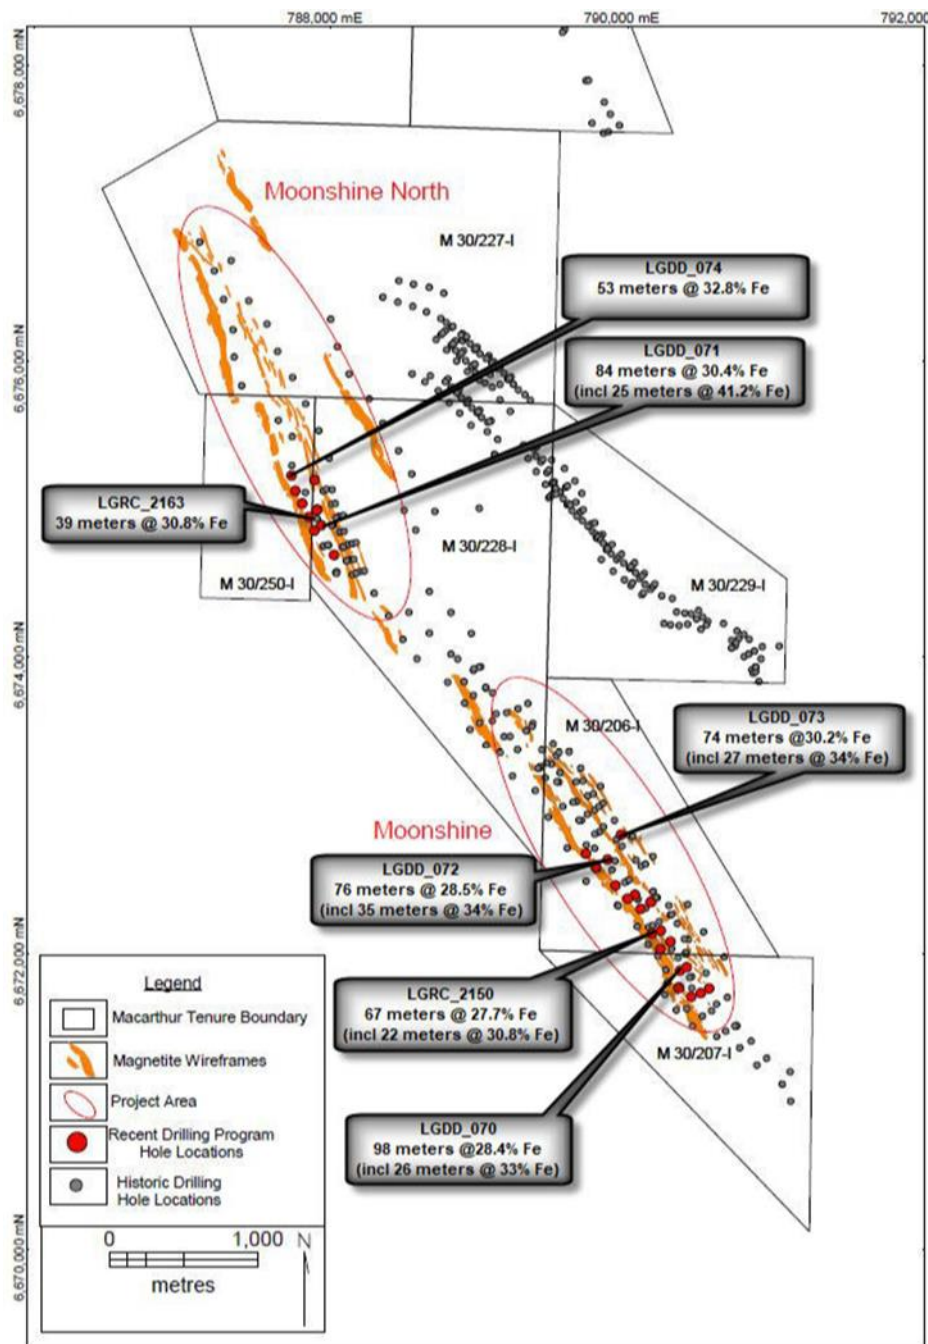 788,000 mE
790,000 mE
792,000
6,678,000 mN
6,676,000 mN
6,674,000 mN
6,672,000 mN
6,670,000 mN
Moonshine North
M 30/227-I
LGDD_074
53 meters @ 32.8% Fe
LGDD_071
84 meters @ 30.4% Fe
(incl 25 meters @ 41.2% Fe)
LGRC_2163
39 meters @ 30.8% Fe
M 30/228-I
M 30/250-I
M 30/229-I
M 30/206-I
LGDD_073
74 meters @30.2% Fe
(incl 27 meters @ 34% Fe)
Moonshine
LGDD_072
76 meters @ 28.5% Fe
(incl 35 meters @ 34% Fe)
LGRC_2150
67 meters @ 27.7% Fe
(incl 22 meters @ 30.8% Fe)
M 30/207-I
LGDD_070
98 meters @28.4% Fe
(incl 26 meters @ 33% Fe)
Legend
Macarthur Tenure Boundary
Magnetite Wireframes
Project Area
Recent Drilling Program
Hole Locations
Historic Drilling
Hole Locations
0 1,000 N
metres